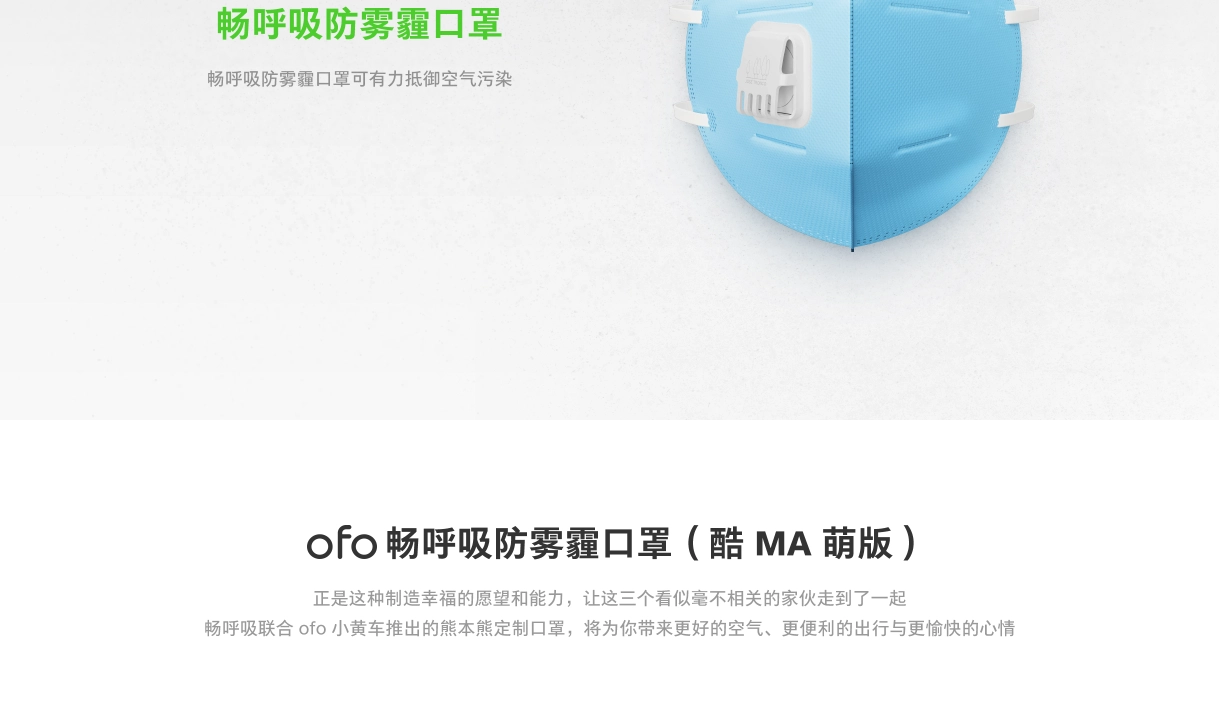 畅呼吸防雾霾口罩
畅呼吸防雾霾口罩可有力抵御空气污染
ofo 畅呼吸防雾霾口罩（酷 MA 萌版）
正是这种制造幸福的愿望和能力，让这三个看似毫不相关的家伙走到了一起
畅呼吸联合 ofo 小黄车推出的熊本熊定制口罩，将为你带来更好的空气、更便利的出行与更愉快的心情